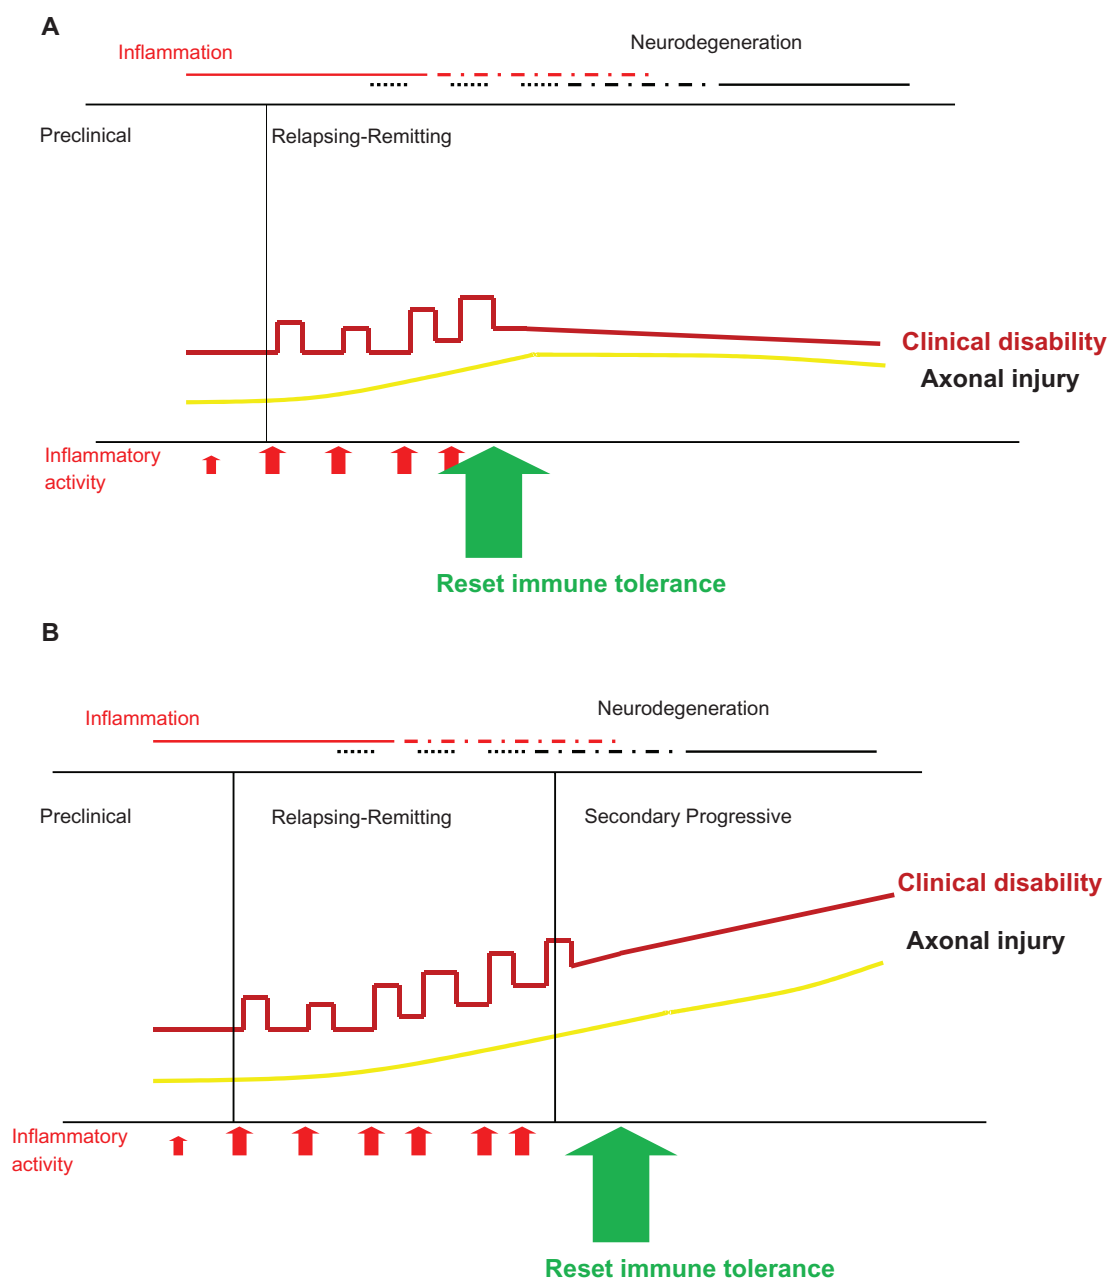 A
Inflammation
Neurodegeneration
Preclinical
Relapsing-Remitting
Clinical disability
Axonal injury
Inflammatory
activity
Reset immune tolerance
B
Inflammation
Neurodegeneration
Preclinical
Relapsing-Remitting
Secondary Progressive
Clinical disability
Axonal injury
Inflammatory
activity
Reset immune tolerance